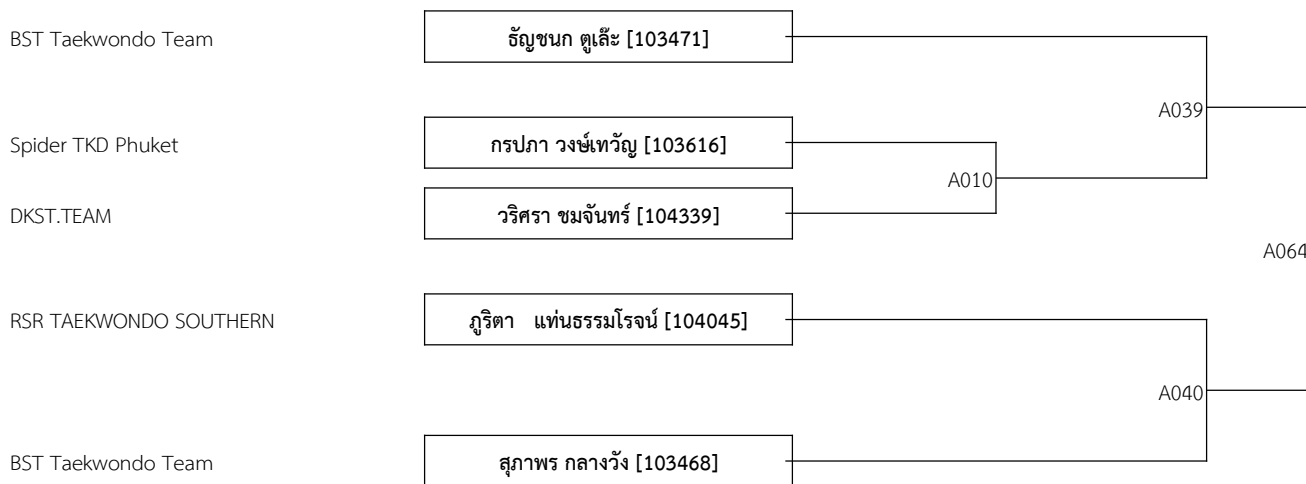 BST Taekwondo Team ธัญชนก ตูเล๊ะ [103471]
A039
Spider TKD Phuket กรปภา วงษ์เทวัญ [103616]
A010
DKST.TEAM วริศรา ชมจันทร์ [104339]
A064
RSR TAEKWONDO SOUTHERN ภูริตา แท่นธรรมโรจน์ [104045]
A040
BST Taekwondo Team สุภาพร กลางวัง [103468]